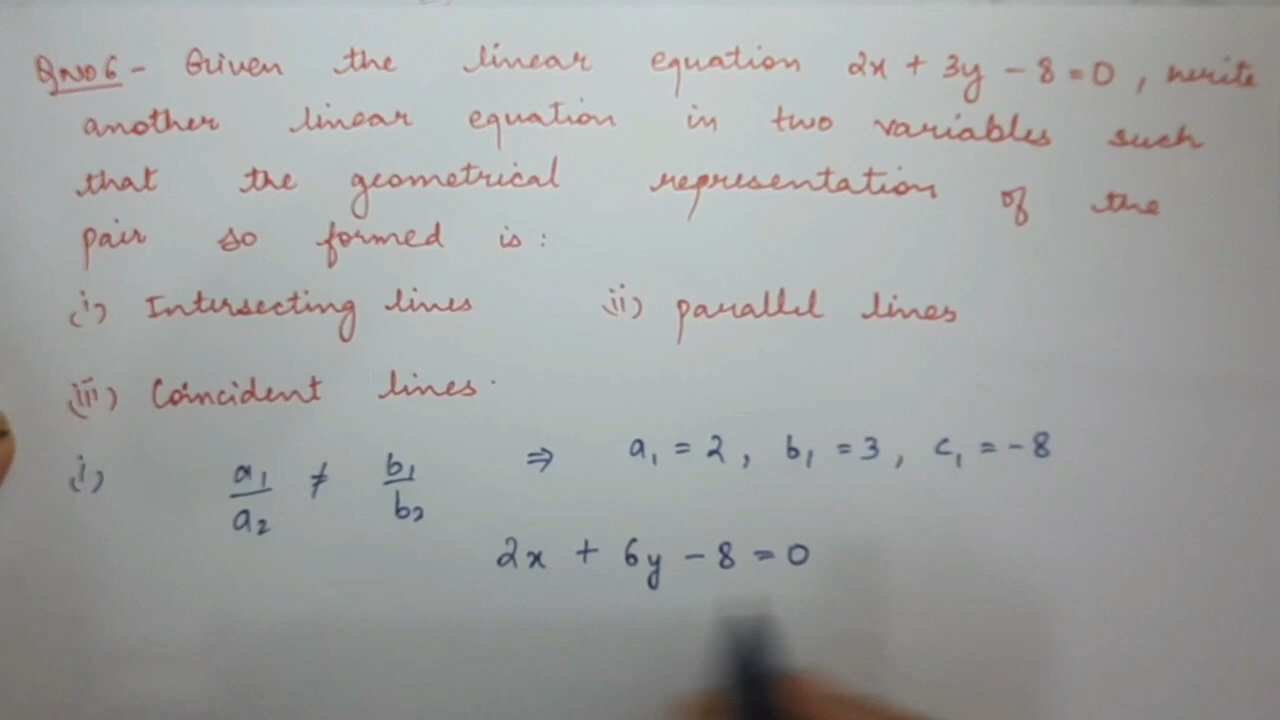 QNO 6 - Given the linear equation 2x + 3y - 8 = 0, write
another linear equation in two variables such
that the geometrical representation of the
pair so formed is :
(i) Intersecting lines (ii) parallel lines
(iii) Coincident lines.
(i) a₁/a₂ ≠ b₁/b₂ ⇒ a₁ = 2, b₁ = 3, c₁ = -8
2x + 6y - 8 = 0